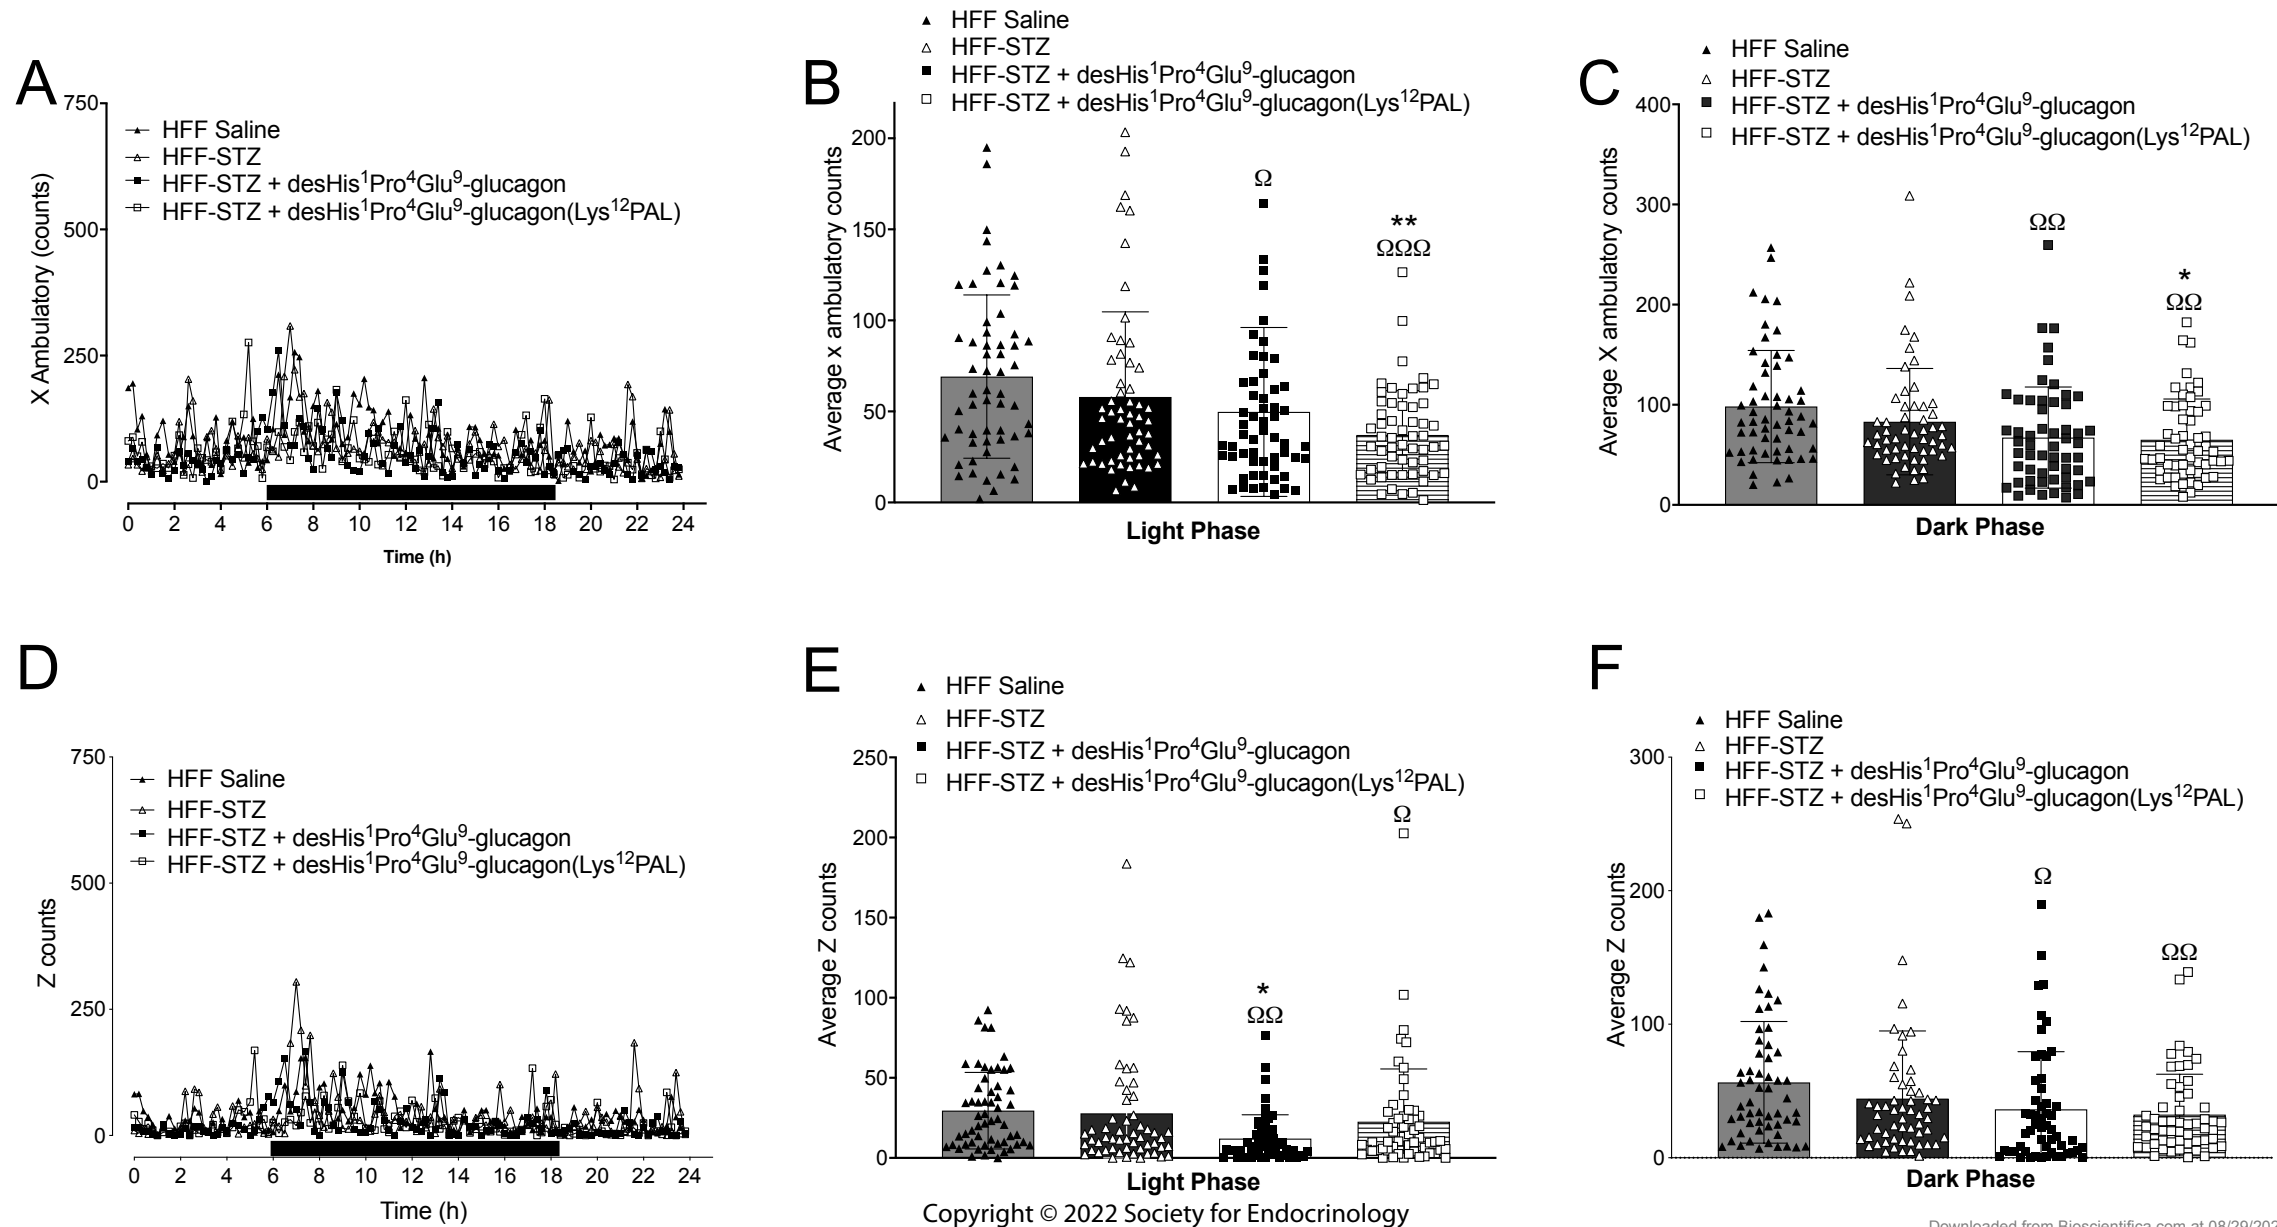 A
750
500
250
0
X Ambulatory (counts)
HFF Saline
HFF-STZ
HFF-STZ + desHis¹Pro⁴Glu⁹-glucagon
HFF-STZ + desHis¹Pro⁴Glu⁹-glucagon(Lys¹²PAL)
0 2 4 6 8 10 12 14 16 18 20 22 24
Time (h)
B
HFF Saline
HFF-STZ
HFF-STZ + desHis¹Pro⁴Glu⁹-glucagon
HFF-STZ + desHis¹Pro⁴Glu⁹-glucagon(Lys¹²PAL)
200
150
100
50
0
Average x ambulatory counts
Ω
**
ΩΩΩ
Light Phase
C
HFF Saline
HFF-STZ
HFF-STZ + desHis¹Pro⁴Glu⁹-glucagon
HFF-STZ + desHis¹Pro⁴Glu⁹-glucagon(Lys¹²PAL)
400
300
200
100
0
Average X ambulatory counts
ΩΩ
*
ΩΩ
Dark Phase
D
750
500
250
0
Z counts
HFF Saline
HFF-STZ
HFF-STZ + desHis¹Pro⁴Glu⁹-glucagon
HFF-STZ + desHis¹Pro⁴Glu⁹-glucagon(Lys¹²PAL)
0 2 4 6 8 10 12 14 16 18 20 22 24
Time (h)
E
HFF Saline
HFF-STZ
HFF-STZ + desHis¹Pro⁴Glu⁹-glucagon
HFF-STZ + desHis¹Pro⁴Glu⁹-glucagon(Lys¹²PAL)
250
200
150
100
50
0
Average Z counts
*
ΩΩ
Ω
Light Phase
F
HFF Saline
HFF-STZ
HFF-STZ + desHis¹Pro⁴Glu⁹-glucagon
HFF-STZ + desHis¹Pro⁴Glu⁹-glucagon(Lys¹²PAL)
300
200
100
0
Average Z counts
Ω
ΩΩ
Dark Phase
Copyright © 2022 Society for Endocrinology
Downloaded from Bioscientifica.com at 08/29/202